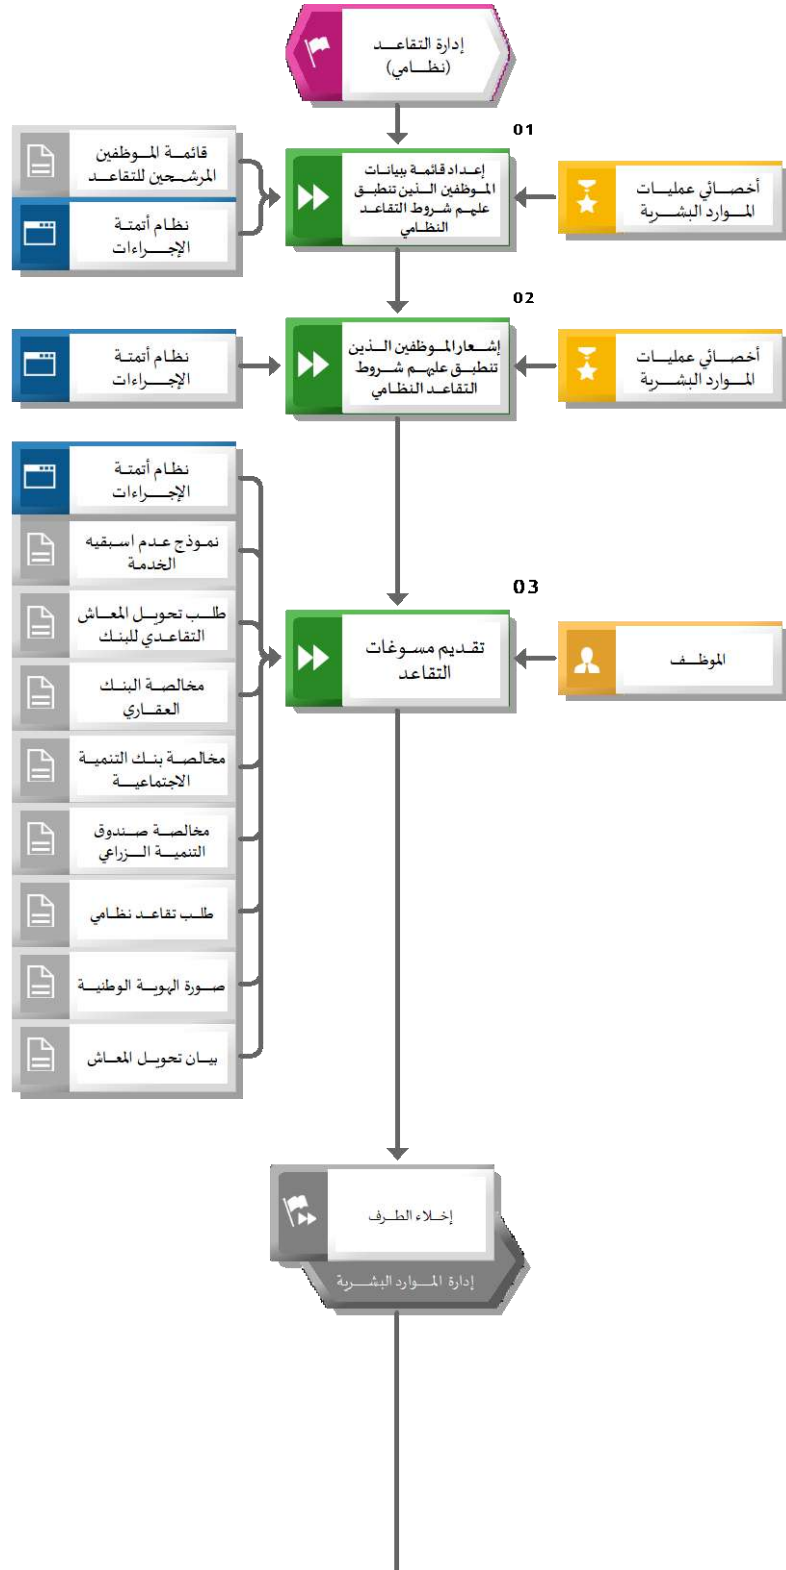 إدارة التقاعد
(نظامي)
01
أخصائي عمليات
الموارد البشرية
إعداد قائمة ببيانات
الموظفين الذين تنطبق
عليهم شروط التقاعد
النظامي
قائمة الموظفين
المرشحين للتقاعد
نظام أتمتة
الإجراءات
02
أخصائي عمليات
الموارد البشرية
إشعار الموظفين الذين
تنطبق عليهم شروط
التقاعد النظامي
نظام أتمتة
الإجراءات
03
الموظف
تقديم مسوغات
التقاعد
نظام أتمتة
الإجراءات
نموذج عدم اسبقيه
الخدمة
طلب تحويل المعاش
التقاعدي للبنك
مخالصة البنك
العقاري
مخالصة بنك التنمية
الاجتماعية
مخالصة صندوق
التنمية الزراعي
طلب تقاعد نظامي
صورة الهوية الوطنية
بيان تحويل المعاش
إخلاء الطرف
إدارة الموارد البشرية